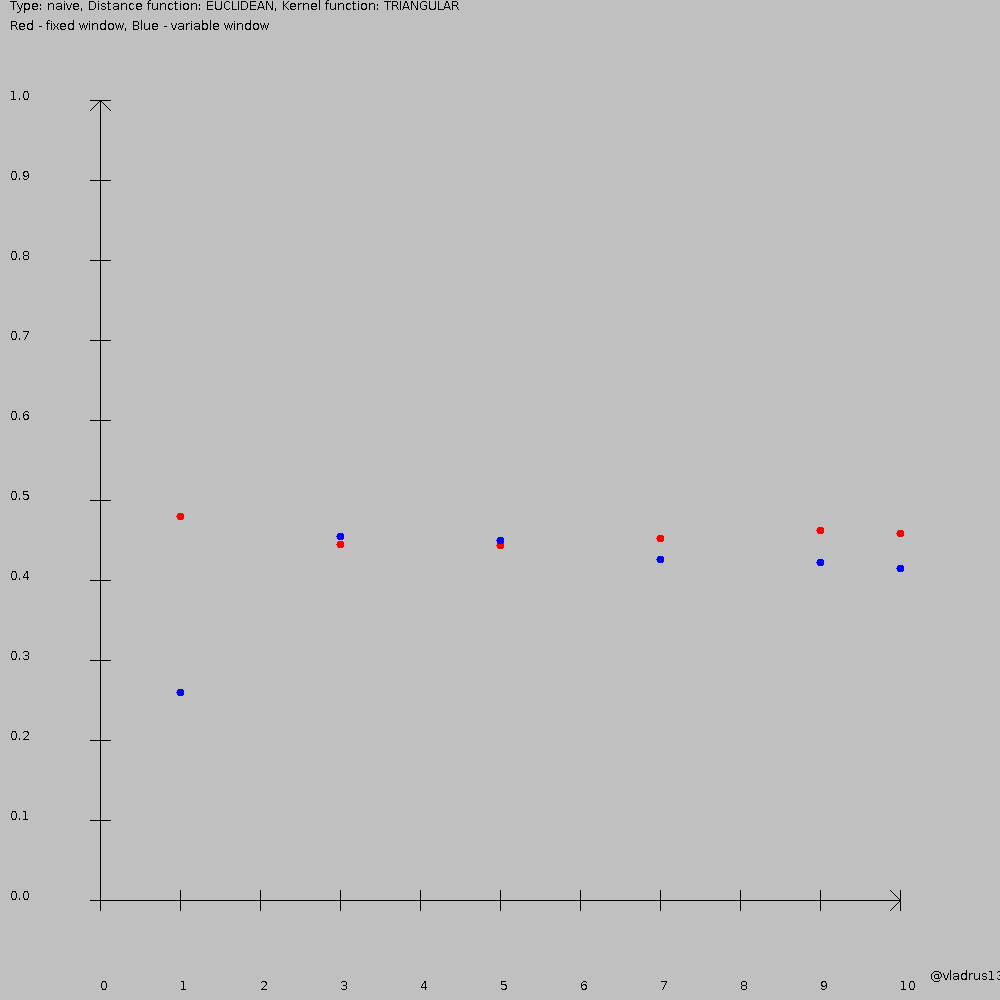 Type: naive, Distance function: EUCLIDEAN, Kernel function: TRIANGULAR
Red - fixed window, Blue - variable window
1.0
0.9
0.8
0.7
0.6
0.5
0.4
0.3
0.2
0.1
0.0
0 1 2 3 4 5 6 7 8 9 10
@vladrus13